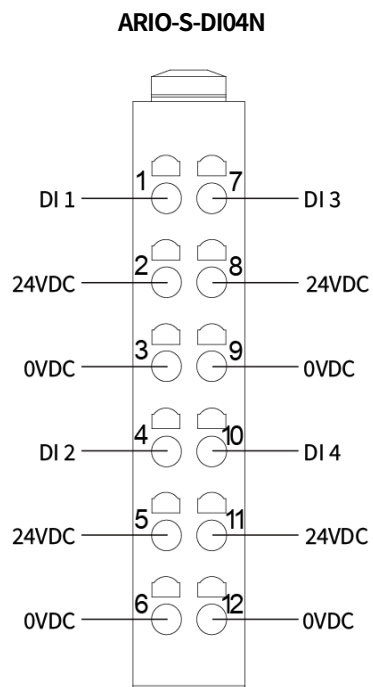 ARIO-S-DI04N
DI 1 1 7 DI 3
24VDC 2 8 24VDC
0VDC 3 9 0VDC
DI 2 4 10 DI 4
24VDC 5 11 24VDC
0VDC 6 12 0VDC